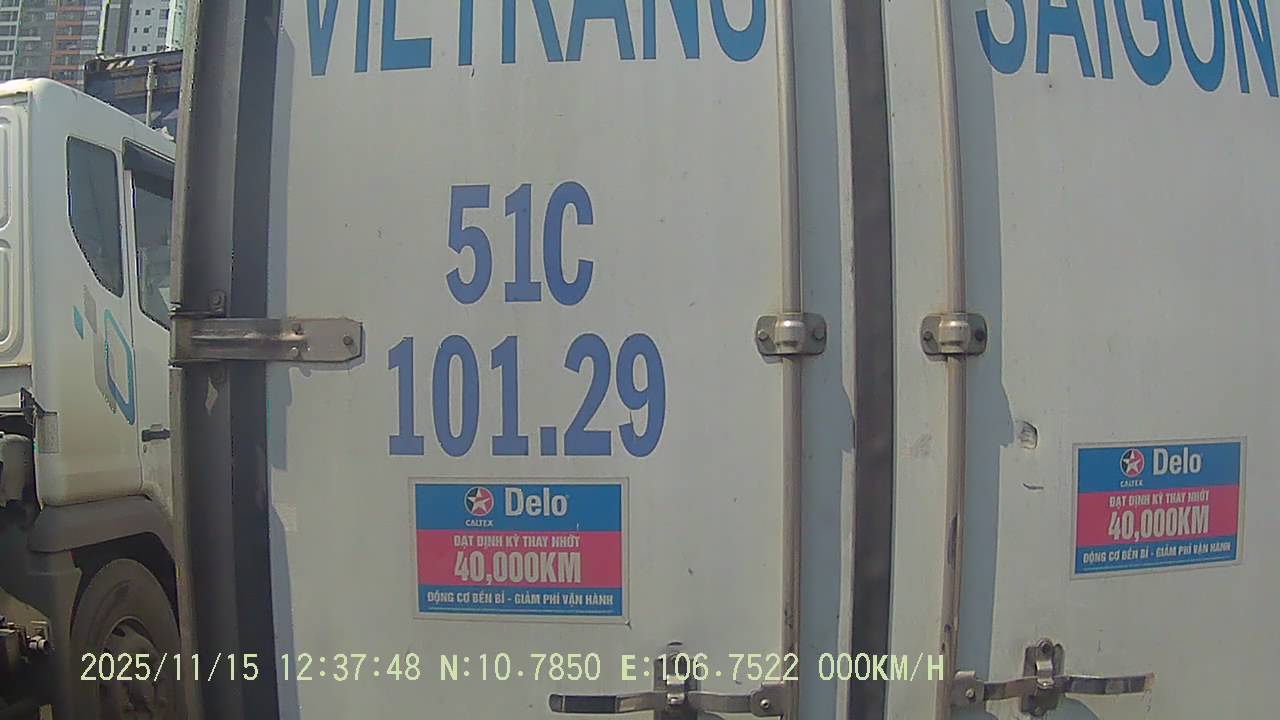 VIETRANS
SAIGON
51C
101.29
Delo
CALTEX
ĐẠT ĐỊNH KỲ THAY NHỚT
40,000KM
ĐỘNG CƠ BỀN BỈ - GIẢM PHÍ VẬN HÀNH
Delo
CALTEX
ĐẠT ĐỊNH KỲ THAY NHỚT
40,000KM
ĐỘNG CƠ BỀN BỈ - GIẢM PHÍ VẬN HÀNH
2025/11/15 12:37:48 N:10.7850 E:106.7522 000KM/H